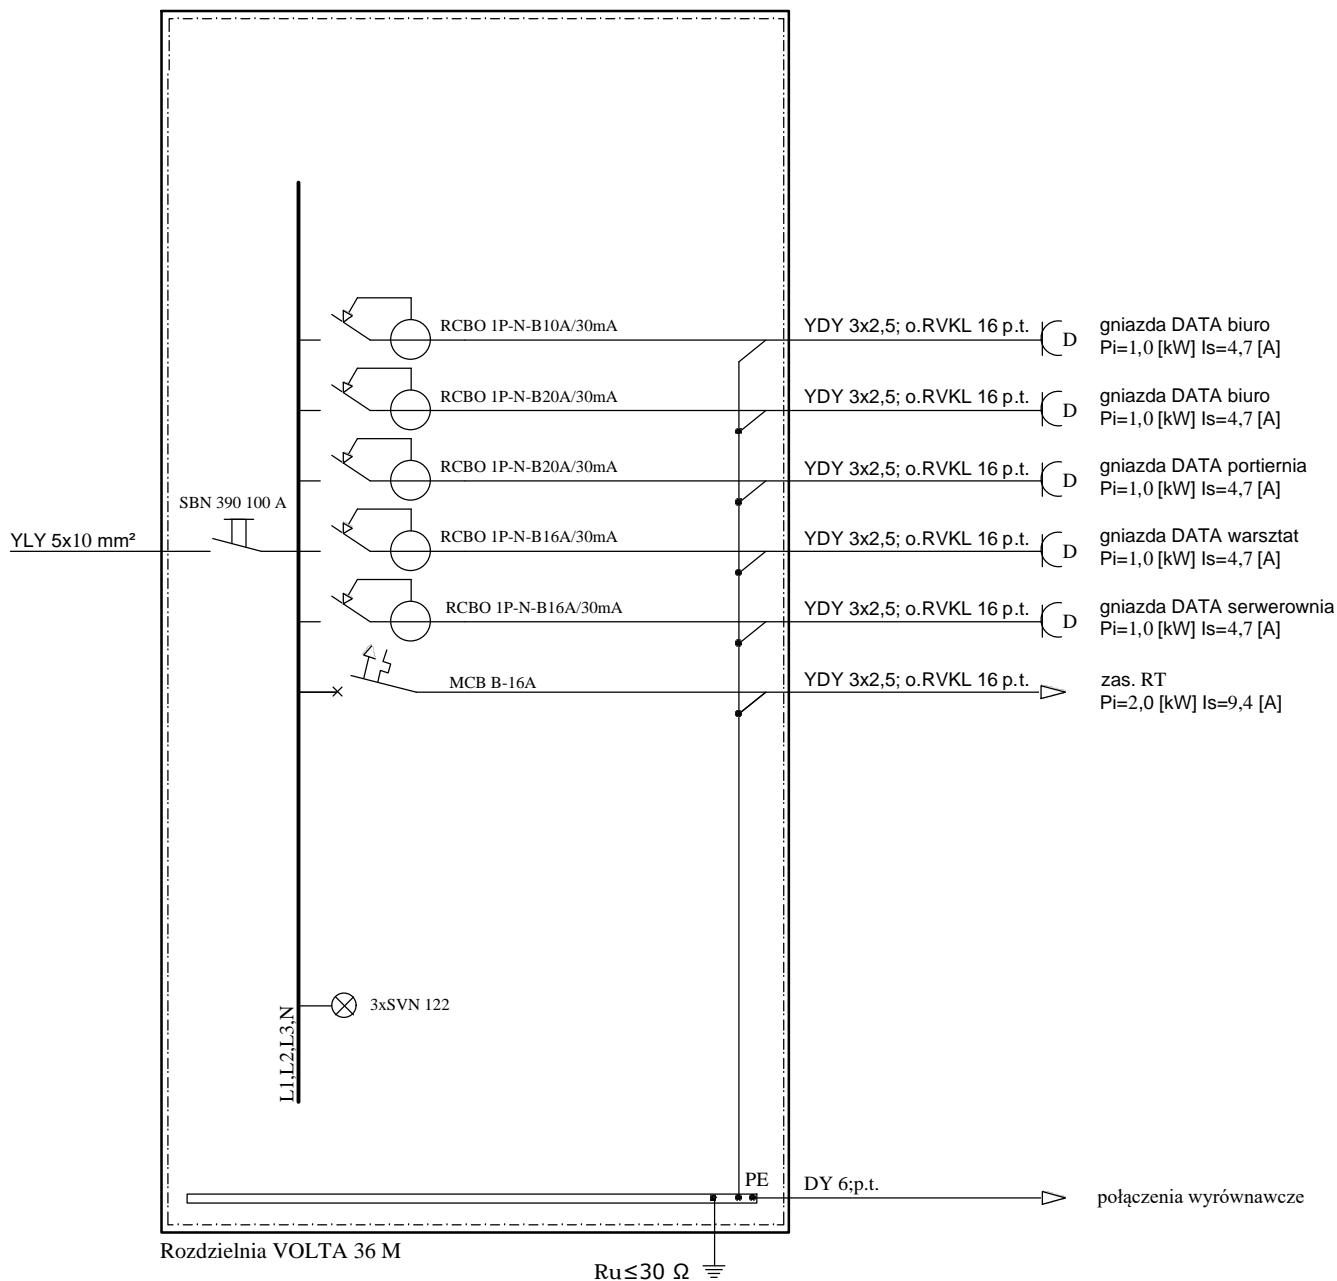 RCBO 1P-N-B10A/30mA
YDY 3x2,5; o.RVKL 16 p.t.
D
gniazda DATA biuro
Pi=1,0 [kW] Is=4,7 [A]
RCBO 1P-N-B20A/30mA
YDY 3x2,5; o.RVKL 16 p.t.
D
gniazda DATA biuro
Pi=1,0 [kW] Is=4,7 [A]
RCBO 1P-N-B20A/30mA
YDY 3x2,5; o.RVKL 16 p.t.
D
gniazda DATA portiernia
Pi=1,0 [kW] Is=4,7 [A]
SBN 390 100 A
YLY 5x10 mm²
RCBO 1P-N-B16A/30mA
YDY 3x2,5; o.RVKL 16 p.t.
D
gniazda DATA warsztat
Pi=1,0 [kW] Is=4,7 [A]
RCBO 1P-N-B16A/30mA
YDY 3x2,5; o.RVKL 16 p.t.
D
gniazda DATA serwerownia
Pi=1,0 [kW] Is=4,7 [A]
MCB B-16A
YDY 3x2,5; o.RVKL 16 p.t.
zas. RT
Pi=2,0 [kW] Is=9,4 [A]
3xSVN 122
L1,L2,L3,N
PE
DY 6;p.t.
połączenia wyrównawcze
Rozdzielnia VOLTA 36 M
Ru≤30 Ω